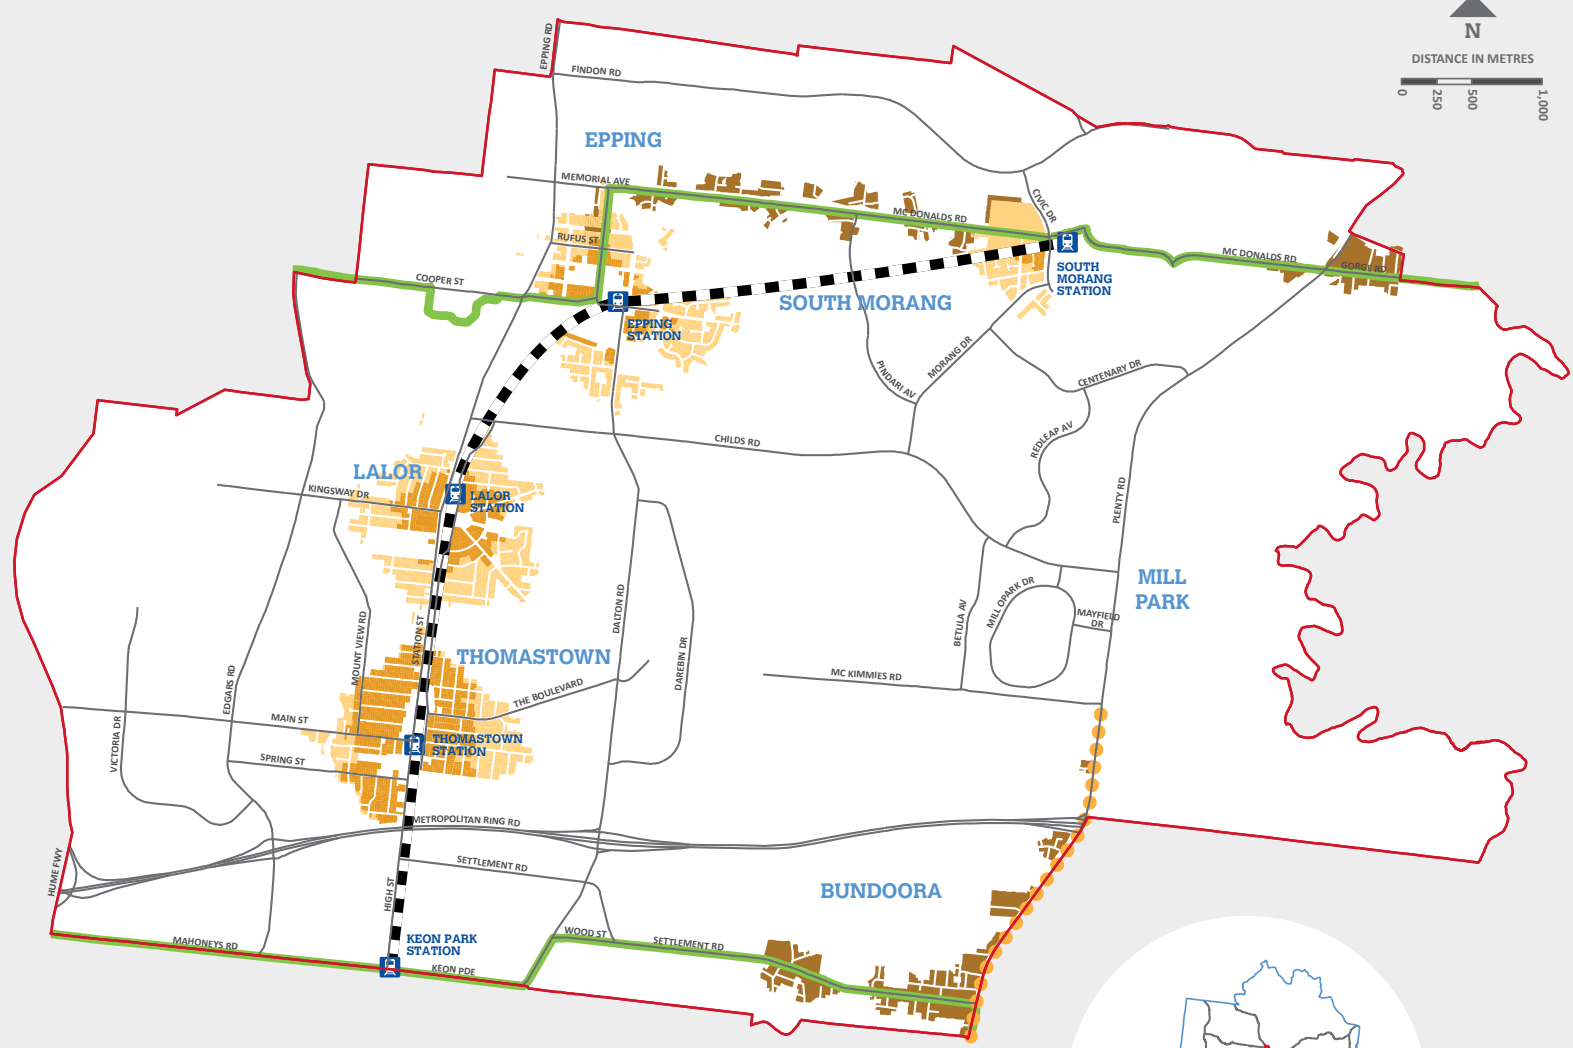 N
DISTANCE IN METRES
0
250
500
1,000
EPPING RD
FINDON RD
EPPING
MEMORIAL AVE
CIVIC DR
MC DONALDS RD
RUFUS ST
COOPER ST
SOUTH
MORANG
STATION
MC DONALDS RD
GORGE RD
SOUTH MORANG
EPPING
STATION
MORANG DR
PINDARI AV
CENTENARY DR
CHILDS RD
REDLEAP AV
LALOR
KINGSWAY DR
LALOR
STATION
PLENTY RD
MILL
PARK
MILL OPARK DR
MAYFIELD
DR
BETULA AV
DALTON RD
DAREBIN DR
STATION ST
MOUNT VIEW RD
THOMASTOWN
THE BOULEVARD
MC KIMMIES RD
EDGARS RD
VICTORIA DR
MAIN ST
THOMASTOWN
STATION
SPRING ST
METROPOLITAN RING RD
SETTLEMENT RD
HUME FWY
HIGH ST
BUNDOORA
MAHONEYS RD
KEON PARK
STATION
KEON PDE
WOOD ST
SETTLEMENT RD